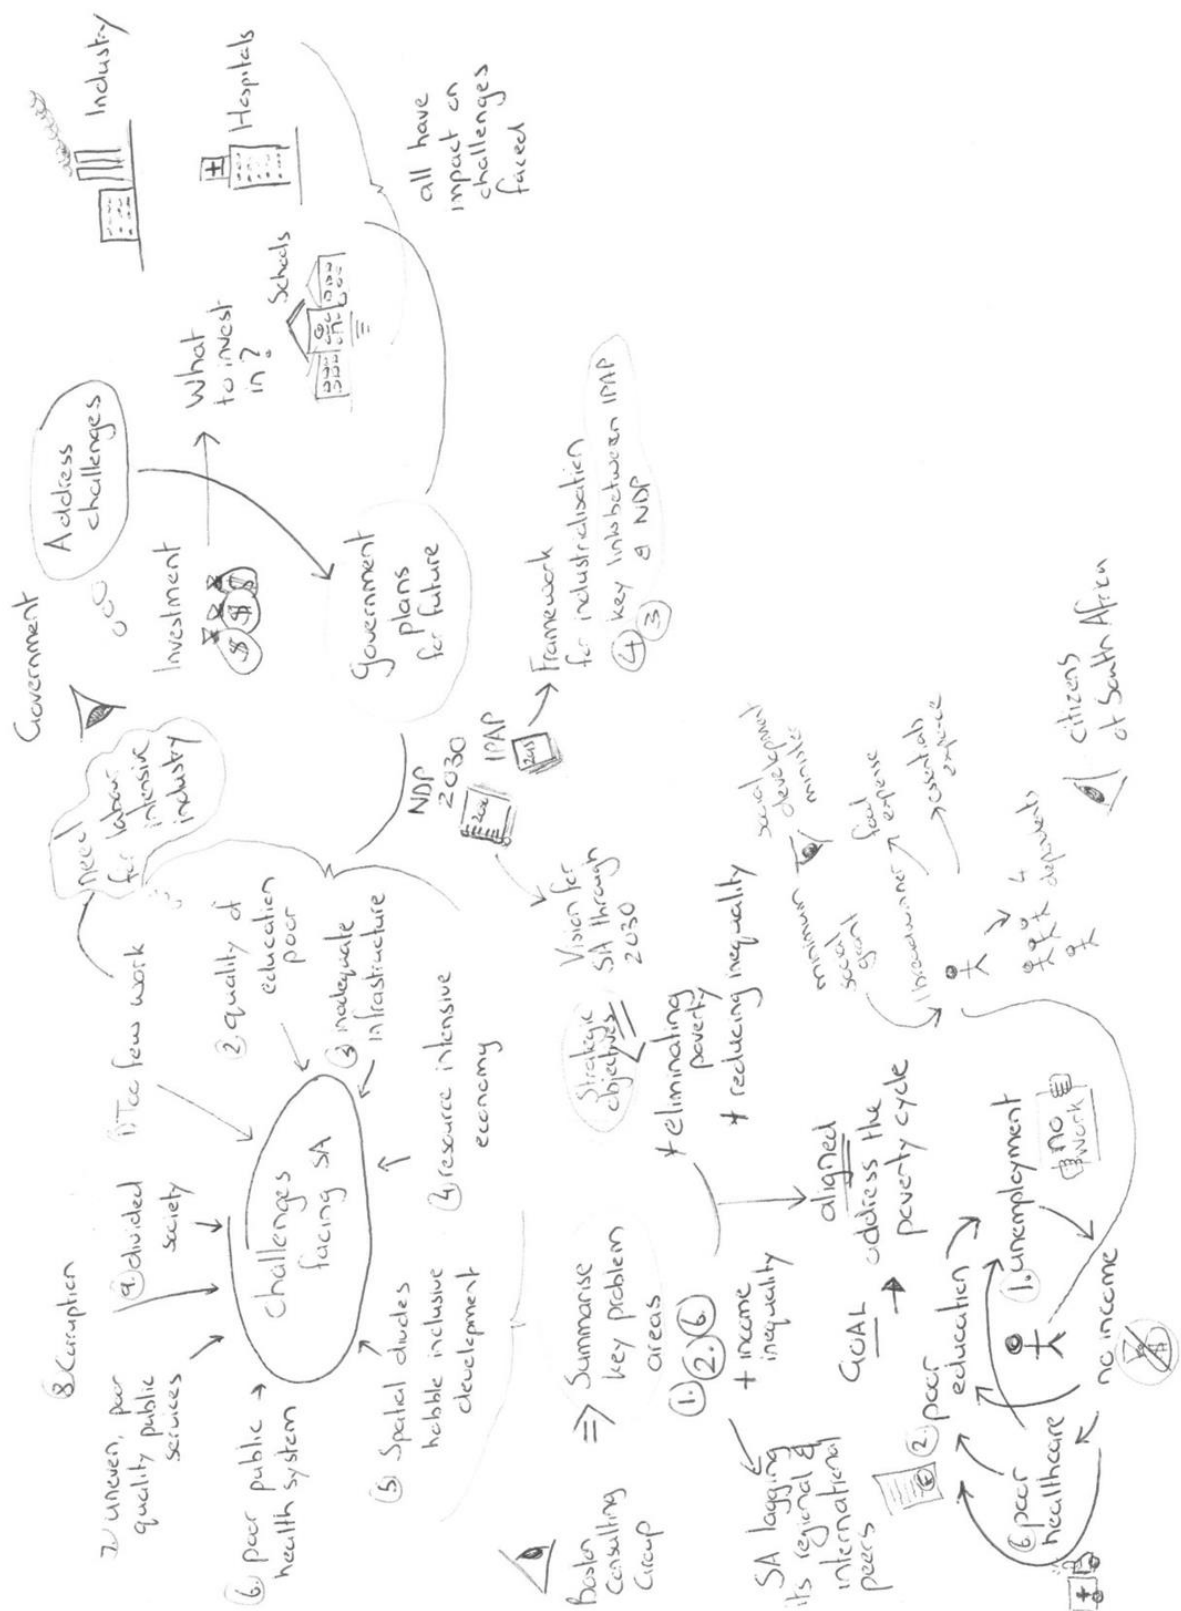 Government
Address
challenges
Industry
Hospitals
What
to invest
in?
Schools
Investment
$ $ $
all have
impact on
challenges
faced
Government
plans
for future
need
for labour
intensive
industry
NDP
2030
IPAP
Framework
for industrialisation
④ key links between IPAP
③ & NDP
Vision for
SA through
2030
Strategic
objectives
+ eliminating
poverty
+ reducing inequality
8. Corruption
7. uneven, poor
quality public
services
9. divided
society
Too few work
2. quality of
education
poor
3. inadequate
infrastructure
4. resource intensive
economy
5. Spatial divides
hobble inclusive
development
6. poor public
health system
challenges
facing SA
Boston
Consulting
Group
⇒ Summarise
key problem
areas
1. 2. 6.
+ income
inequality
SA lagging
its regional &
international
peers
aligned
GOAL → address the
poverty cycle
2. poor
education
1. unemployment
no
work
no income
6. poor
healthcare
minimum
social
grant
social
development
minister
1 breadwinner
food
expense
essentials
expense
4
dependents
citizens
of South Africa